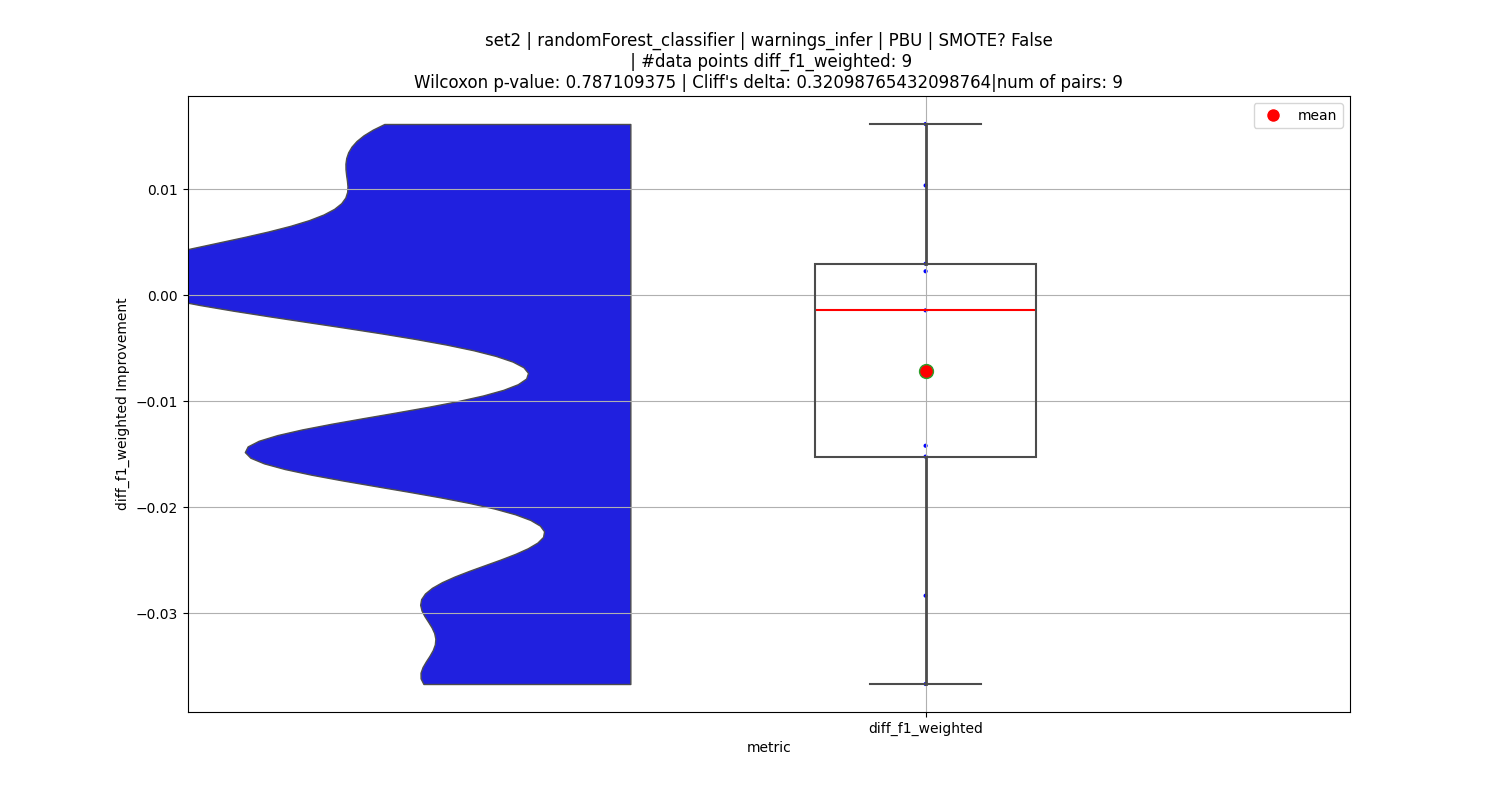 set2 | randomForest_classifier | warnings_infer | PBU | SMOTE? False
| #data points diff_f1_weighted: 9
Wilcoxon p-value: 0.787109375 | Cliff's delta: 0.32098765432098764|num of pairs: 9
mean
0.01
0.00
−0.01
−0.02
−0.03
diff_f1_weighted Improvement
diff_f1_weighted
metric